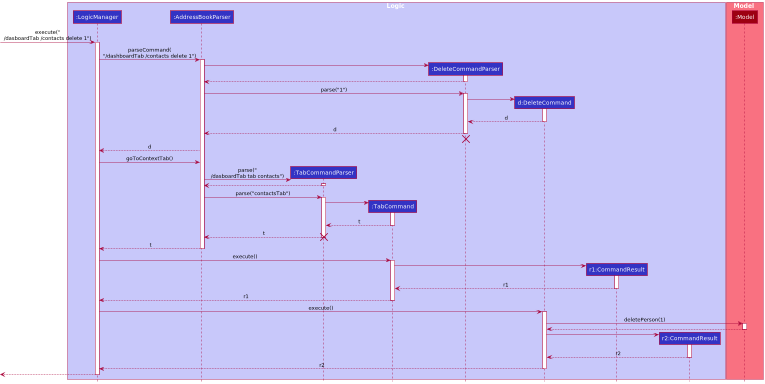 Logic
Model
:LogicManager
:AddressBookParser
:Model
execute("
/dasboardTab /contacts delete 1")
parseCommand(
"/dashboardTab /contacts delete 1")
:DeleteCommandParser
parse("1")
d:DeleteCommand
d
d
d
goToContextTab()
parse("
/dasboardTab tab contacts")
:TabCommandParser
parse("contactsTab")
:TabCommand
t
t
t
execute()
r1:CommandResult
r1
r1
execute()
deletePerson(1)
r2:CommandResult
r2
r2